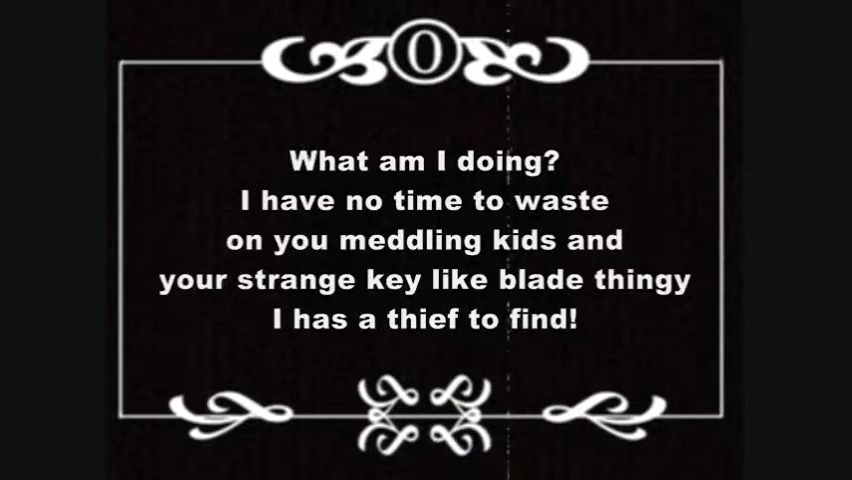 O
What am I doing?
I have no time to waste
on you meddling kids and
your strange key like blade thingy
I has a thief to find!